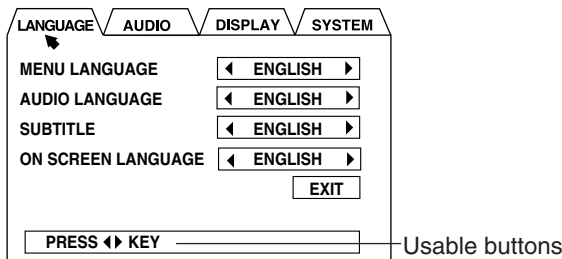 LANGUAGE AUDIO DISPLAY SYSTEM
MENU LANGUAGE ◀ ENGLISH ▶
AUDIO LANGUAGE ◀ ENGLISH ▶
SUBTITLE ◀ ENGLISH ▶
ON SCREEN LANGUAGE ◀ ENGLISH ▶
EXIT
PRESS ◀▶ KEY
Usable buttons